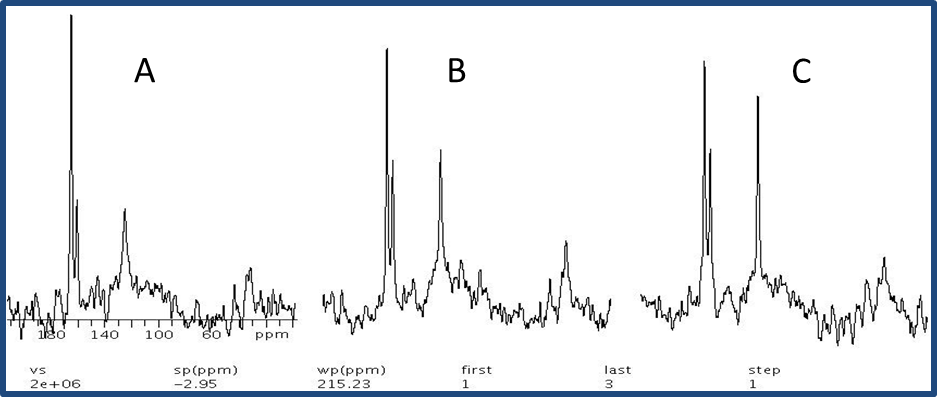 A B C
180 140 100 60 ppm
vs sp(ppm) wp(ppm) first last step
2e+06 -2.95 215.23 1 3 1